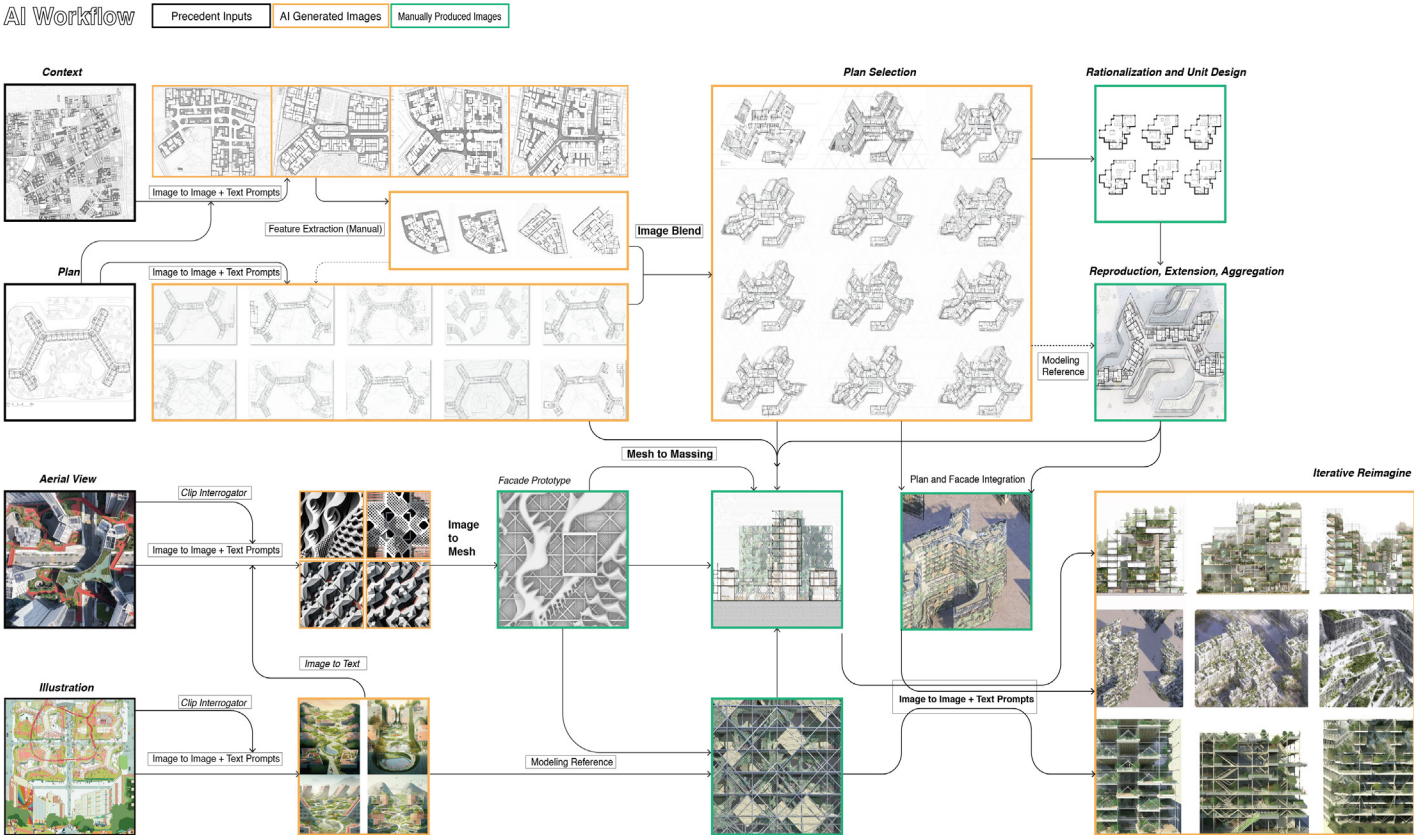 AI Workflow
Precedent Inputs
AI Generated Images
Manually Produced Images
Context
Plan Selection
Rationalization and Unit Design
Image to Image + Text Prompts
Feature Extraction (Manual)
Image Blend
Plan
Image to Image + Text Prompts
Reproduction, Extension, Aggregation
Modeling
Reference
Mesh to Massing
Aerial View
Clip Interrogator
Image to Image + Text Prompts
Image
to
Mesh
Facade Prototype
Plan and Facade Integration
Iterative Reimagine
Image to Text
Illustration
Clip Interrogator
Image to Image + Text Prompts
Modeling Reference
Image to Image + Text Prompts